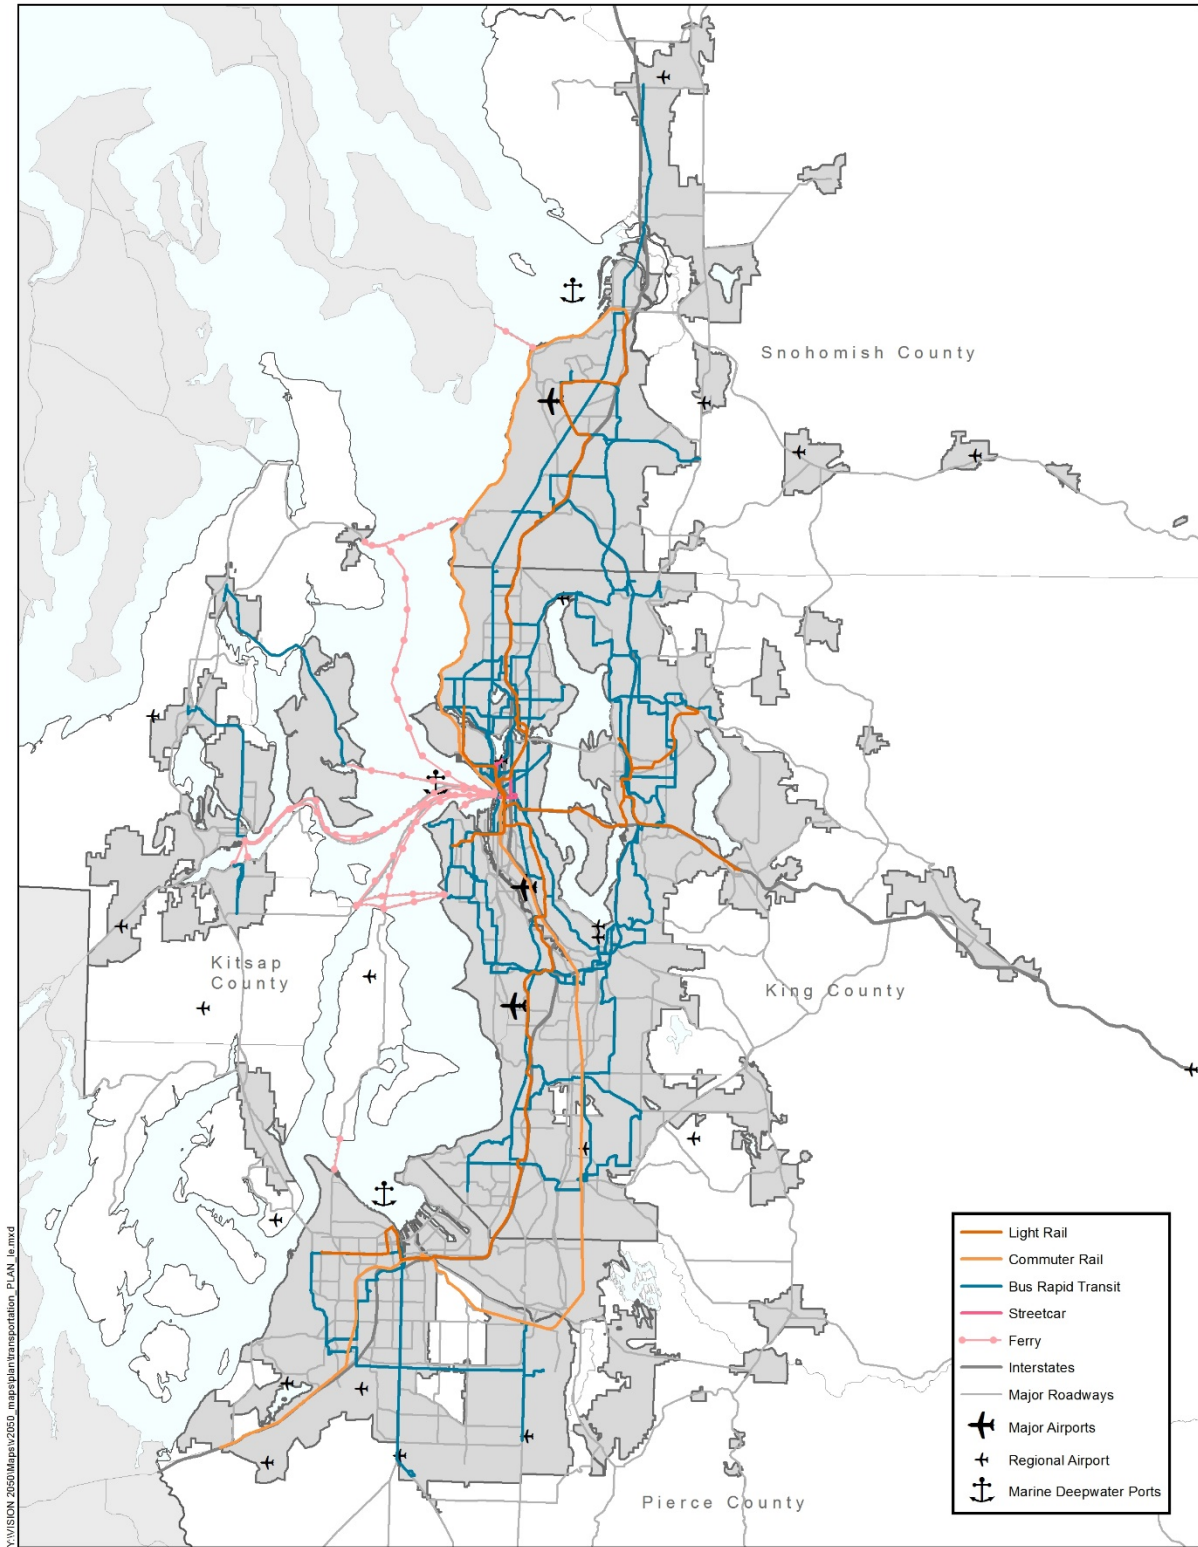 Snohomish County
Kitsap
County
King County
Pierce County
Light Rail
Commuter Rail
Bus Rapid Transit
Streetcar
Ferry
Interstates
Major Roadways
Major Airports
Regional Airport
Marine Deepwater Ports
Y:\VISION 2050\Maps\v2050_maps\plan\transportation_PLAN_le.mxd